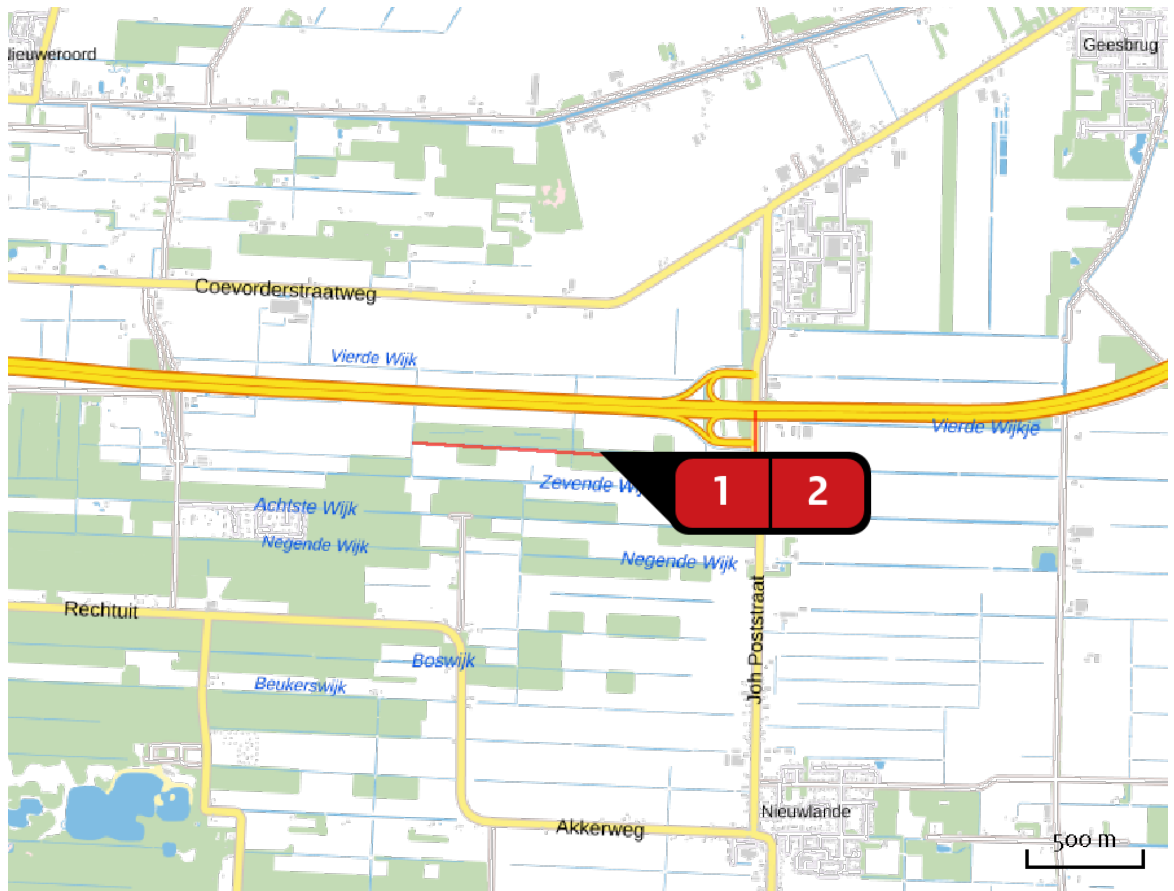 Geesbrug
Nieuweroord
Coevorderstraatweg
Vierde Wijk
Vierde Wijkje
Zevende Wij
1 2
Achtste Wijk
Negende Wijk
Negende Wijk
Joh Poststraat
Rechtuit
Boswijk
Beukerswijk
Nieuwlande
Akkerweg
500 m